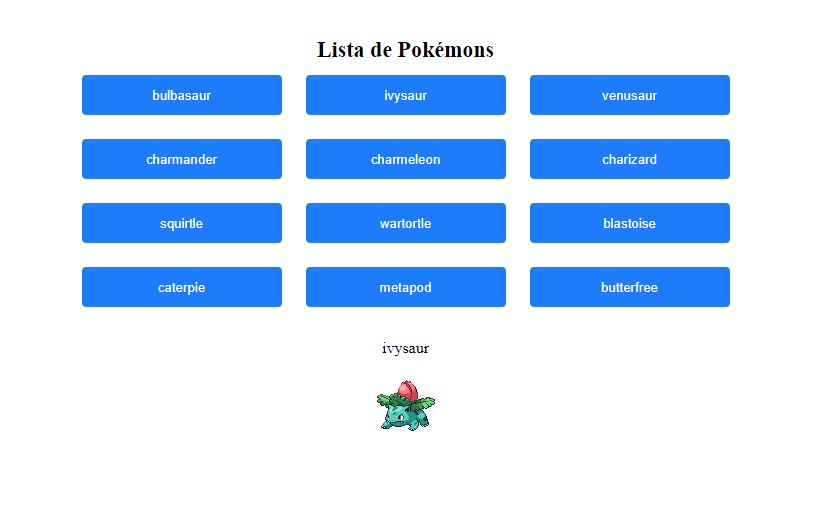 Lista de Pokémons
bulbasaur ivysaur venusaur
charmander charmeleon charizard
squirtle wartortle blastoise
caterpie metapod butterfree
ivysaur